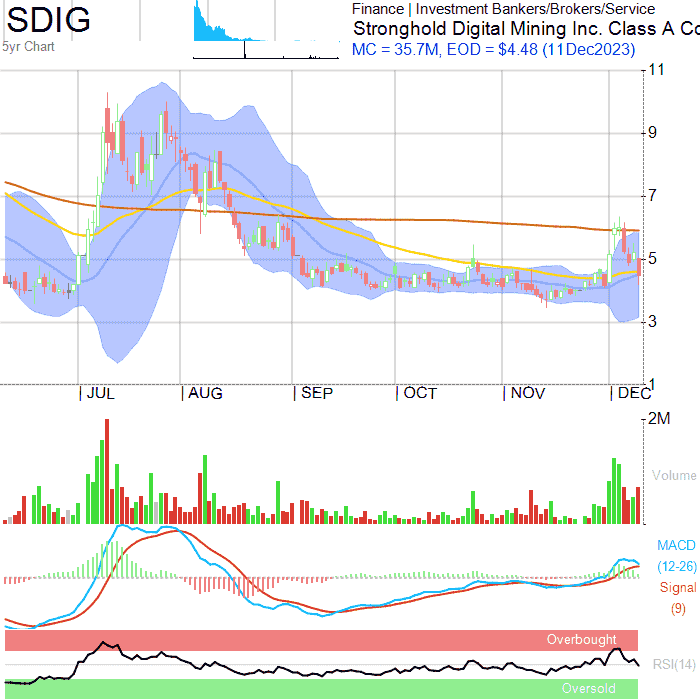 SDIG
5yr Chart
Finance | Investment Bankers/Brokers/Service
Stronghold Digital Mining Inc. Class A Co
MC = 35.7M, EOD = $4.48 (11Dec2023)
11
9
7
5
3
1
JUL
AUG
SEP
OCT
NOV
DEC
2M
Volume
MACD
(12-26)
Signal
(9)
Overbought
RSI(14)
Oversold